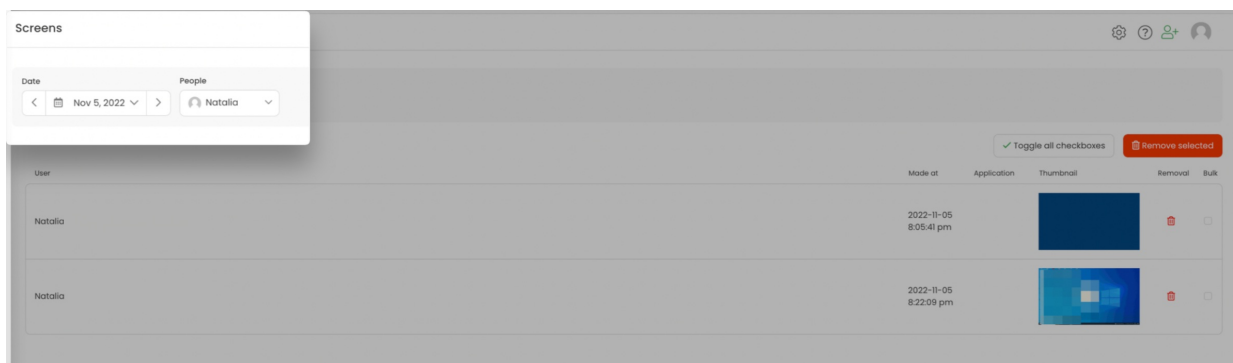 Screens
Date
People
Nov 5, 2022
Natalia
Toggle all checkboxes
Remove selected
User
Made at
Application
Thumbnail
Removal
Bulk
Natalia
2022-11-05
8:05:41 pm
Natalia
2022-11-05
8:22:09 pm